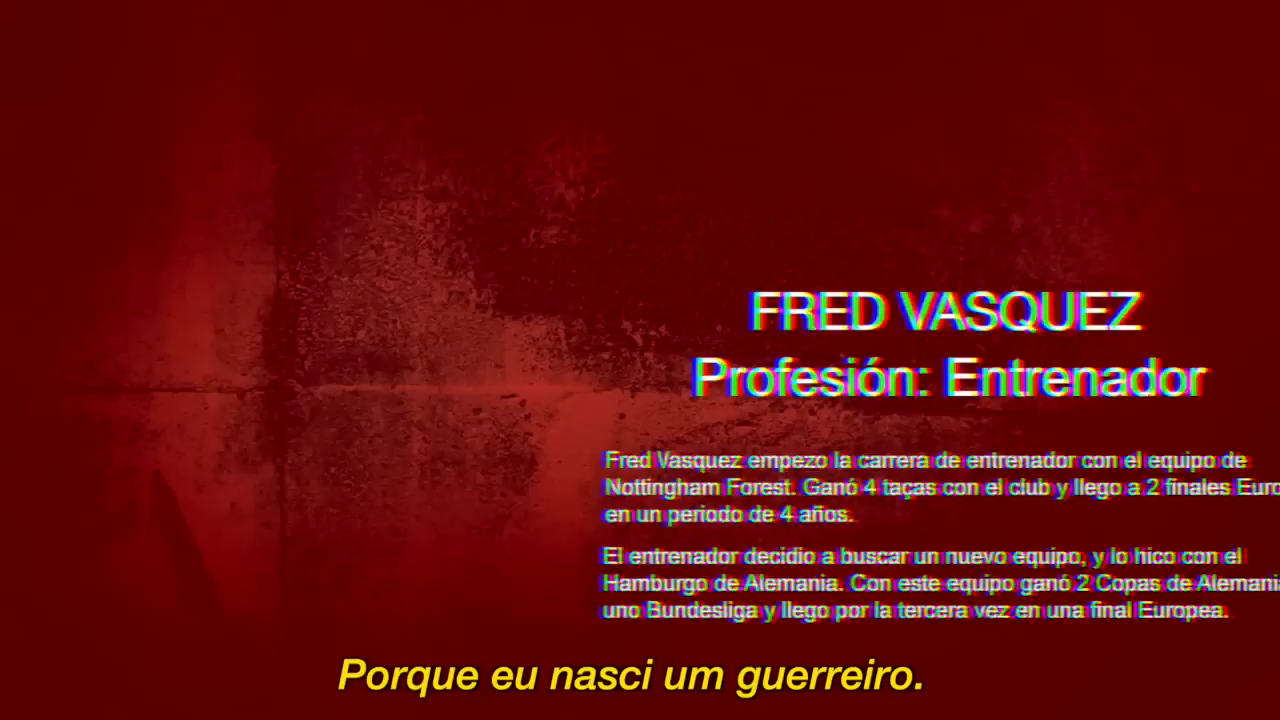 FRED VASQUEZ
Profesión: Entrenador
Fred Vasquez empezo la carrera de entrenador con el equipo de
Nottingham Forest. Ganó 4 taças con el club y llego a 2 finales Euro
en un periodo de 4 años.
El entrenador decidio a buscar un nuevo equipo, y lo hico con el
Hamburgo de Alemania. Con este equipo ganó 2 Copas de Alemani
uno Bundesliga y llego por la tercera vez en una final Europea.
Porque eu nasci um guerreiro.